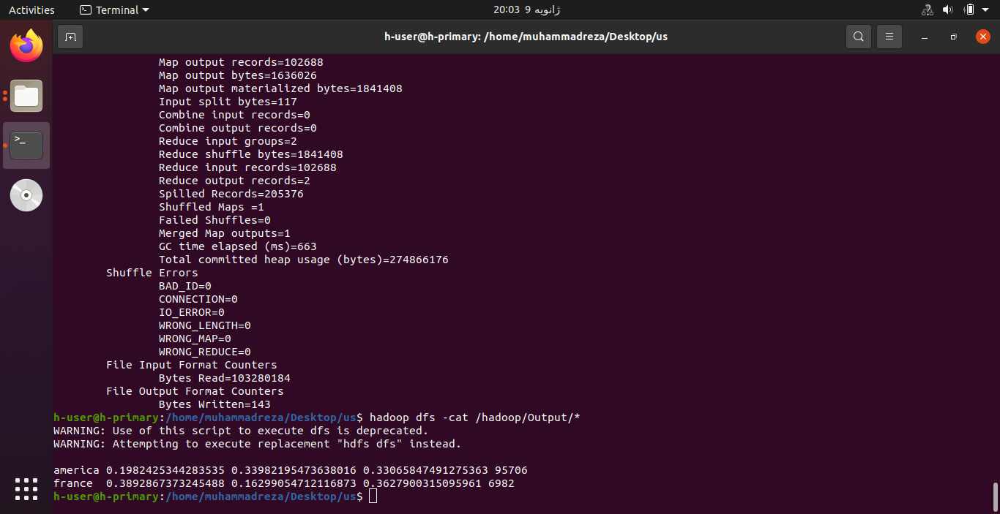 Activities Terminal 20:03 9 ژانویه
h-user@h-primary: /home/muhammadreza/Desktop/us
Map output records=102688
Map output bytes=1636026
Map output materialized bytes=1841408
Input split bytes=117
Combine input records=0
Combine output records=0
Reduce input groups=2
Reduce shuffle bytes=1841408
Reduce input records=102688
Reduce output records=2
Spilled Records=205376
Shuffled Maps =1
Failed Shuffles=0
Merged Map outputs=1
GC time elapsed (ms)=663
Total committed heap usage (bytes)=274866176
Shuffle Errors
BAD_ID=0
CONNECTION=0
IO_ERROR=0
WRONG_LENGTH=0
WRONG_MAP=0
WRONG_REDUCE=0
File Input Format Counters
Bytes Read=103280184
File Output Format Counters
Bytes Written=143
h-user@h-primary:/home/muhammadreza/Desktop/us$ hadoop dfs -cat /hadoop/Output/*
WARNING: Use of this script to execute dfs is deprecated.
WARNING: Attempting to execute replacement "hdfs dfs" instead.
america 0.1982425344283535 0.33982195473638016 0.33065847491275363 95706
france  0.3892867373245488 0.16299054712116873 0.3627900315095961 6982
h-user@h-primary:/home/muhammadreza/Desktop/us$